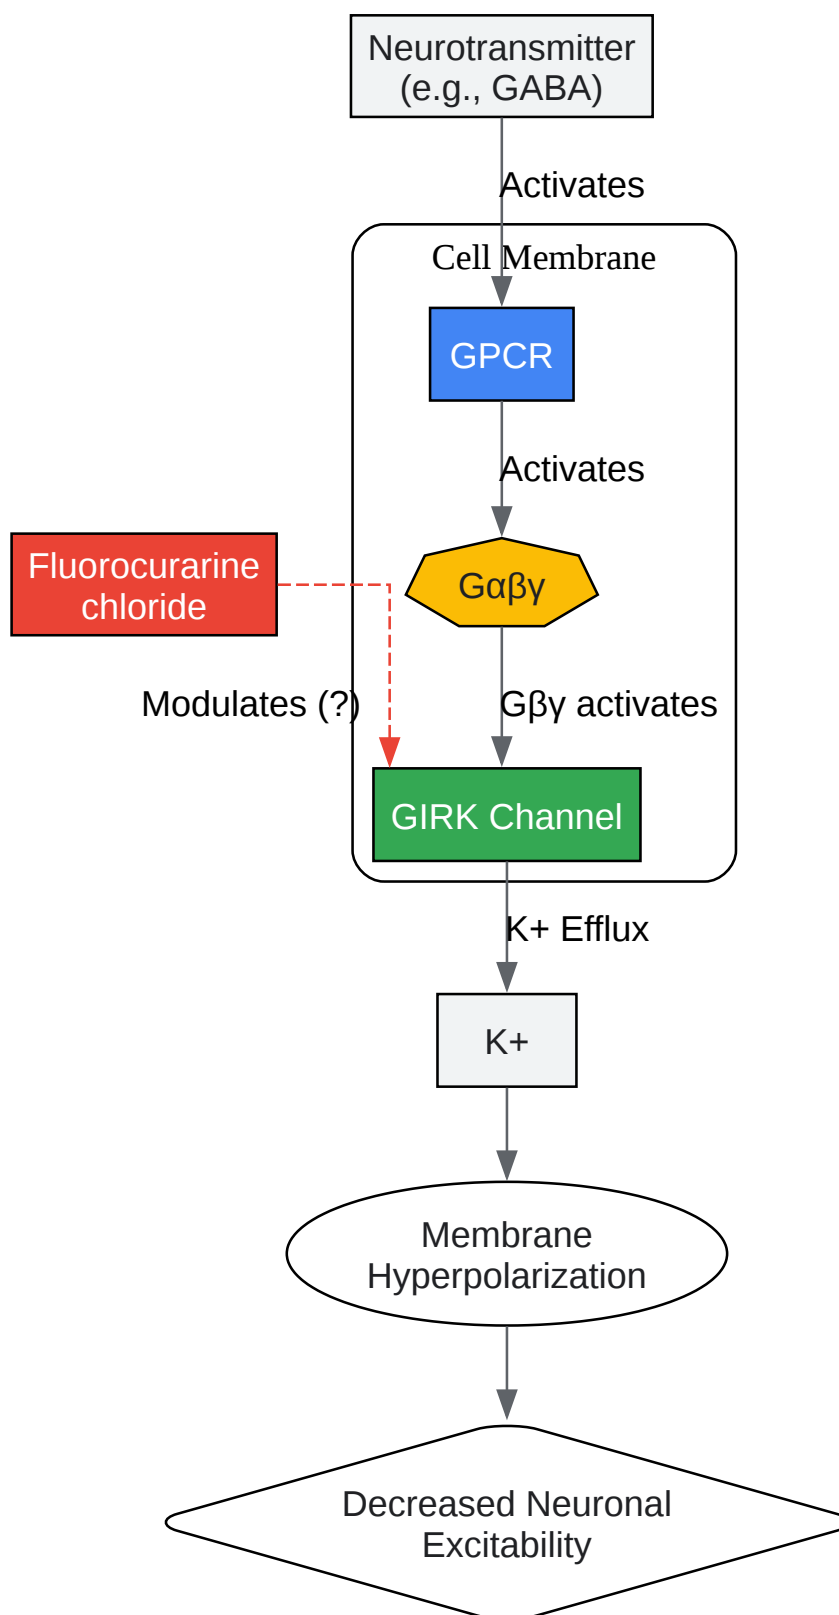 Neurotransmitter
(e.g., GABA)
Activates
Cell Membrane
GPCR
Activates
Fluorocurarine
chloride
Gαβγ
Modulates (?)
Gβγ activates
GIRK Channel
K+ Efflux
K+
Membrane
Hyperpolarization
Decreased Neuronal
Excitability